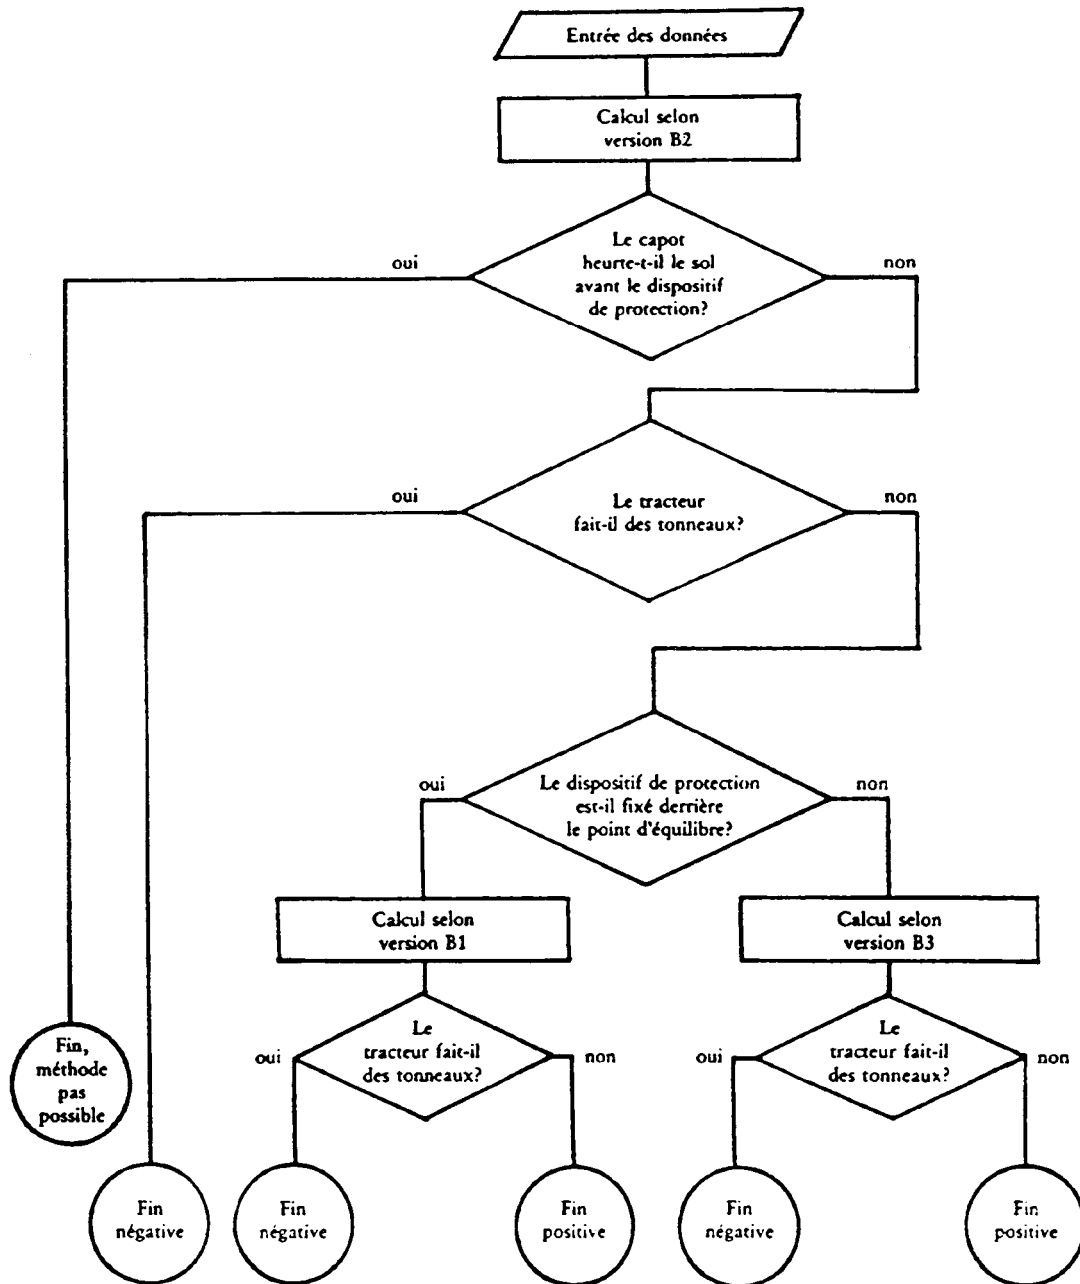 Entrée des données
Calcul selon
version B2
Le capot
heurte-t-il le sol
avant le dispositif
de protection?
oui
non
Le tracteur
fait-il des tonneaux?
oui
non
Le dispositif de protection
est-il fixé derrière
le point d'équilibre?
oui
non
Calcul selon
version B1
Calcul selon
version B3
Le
tracteur fait-il
des tonneaux?
oui
non
Le
tracteur fait-il
des tonneaux?
oui
non
Fin,
méthode
pas
possible
Fin
négative
Fin
négative
Fin
positive
Fin
négative
Fin
positive